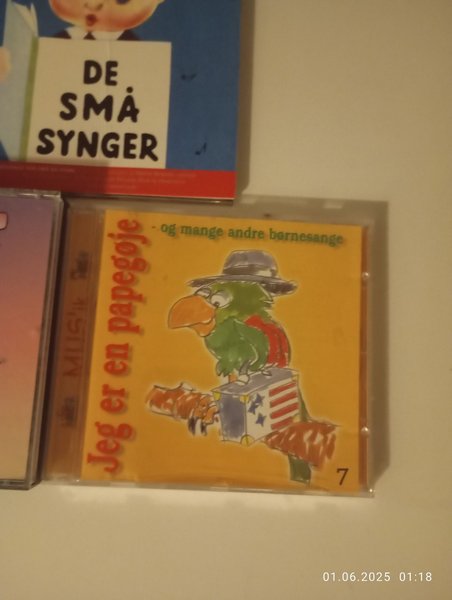 DE
SMÅ
SYNGER
- og mange andre børnesange
Jeg er en papegøje
7
01.06.2025 01:18